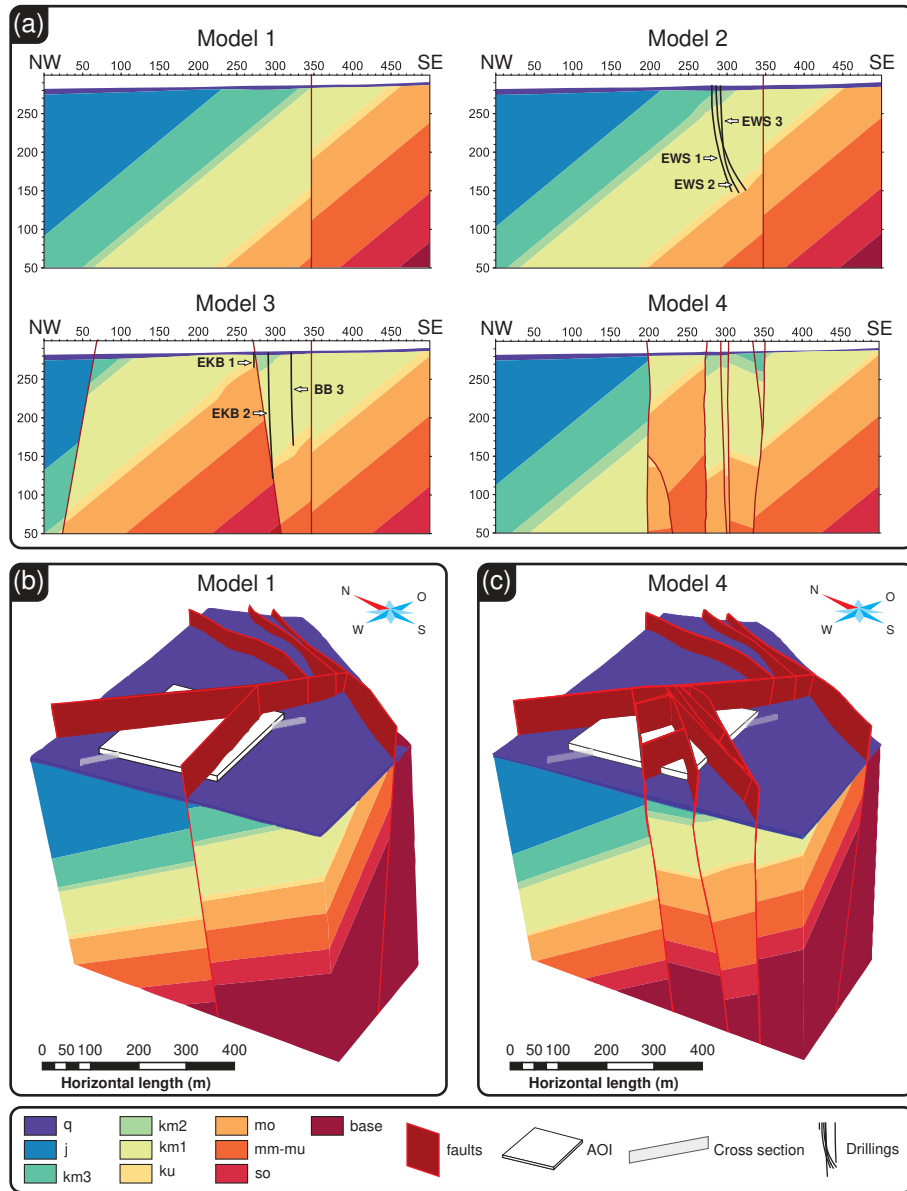 (a)
Model 1
NW SE
50 100 150 200 250 300 350 400 450
250
200
150
100
50
Model 2
NW SE
50 100 150 200 250 300 350 400 450
250
200
150
100
50
EWS 3
EWS 1
EWS 2
Model 3
NW SE
50 100 150 200 250 300 350 400 450
250
200
150
100
50
EKB 1
BB 3
EKB 2
Model 4
NW SE
50 100 150 200 250 300 350 400 450
250
200
150
100
50
(b)
Model 1
N O
W S
0 50 100 200 300 400
Horizontal length (m)
(c)
Model 4
N O
W S
0 50 100 200 300 400
Horizontal length (m)
q km2 mo base
j km1 mm-mu
km3 ku so
faults AOI Cross section Drillings